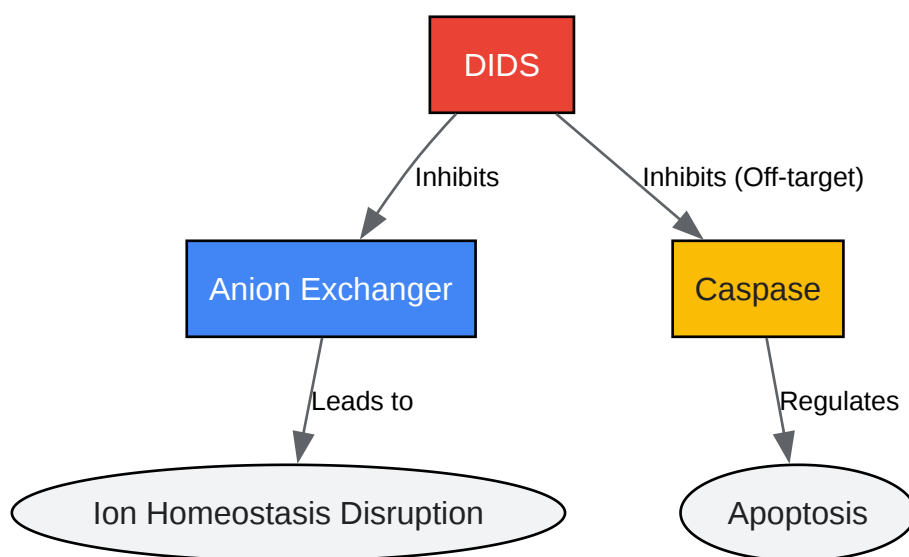 DIDS
Inhibits
Inhibits (Off-target)
Anion Exchanger
Caspase
Leads to
Regulates
Ion Homeostasis Disruption
Apoptosis